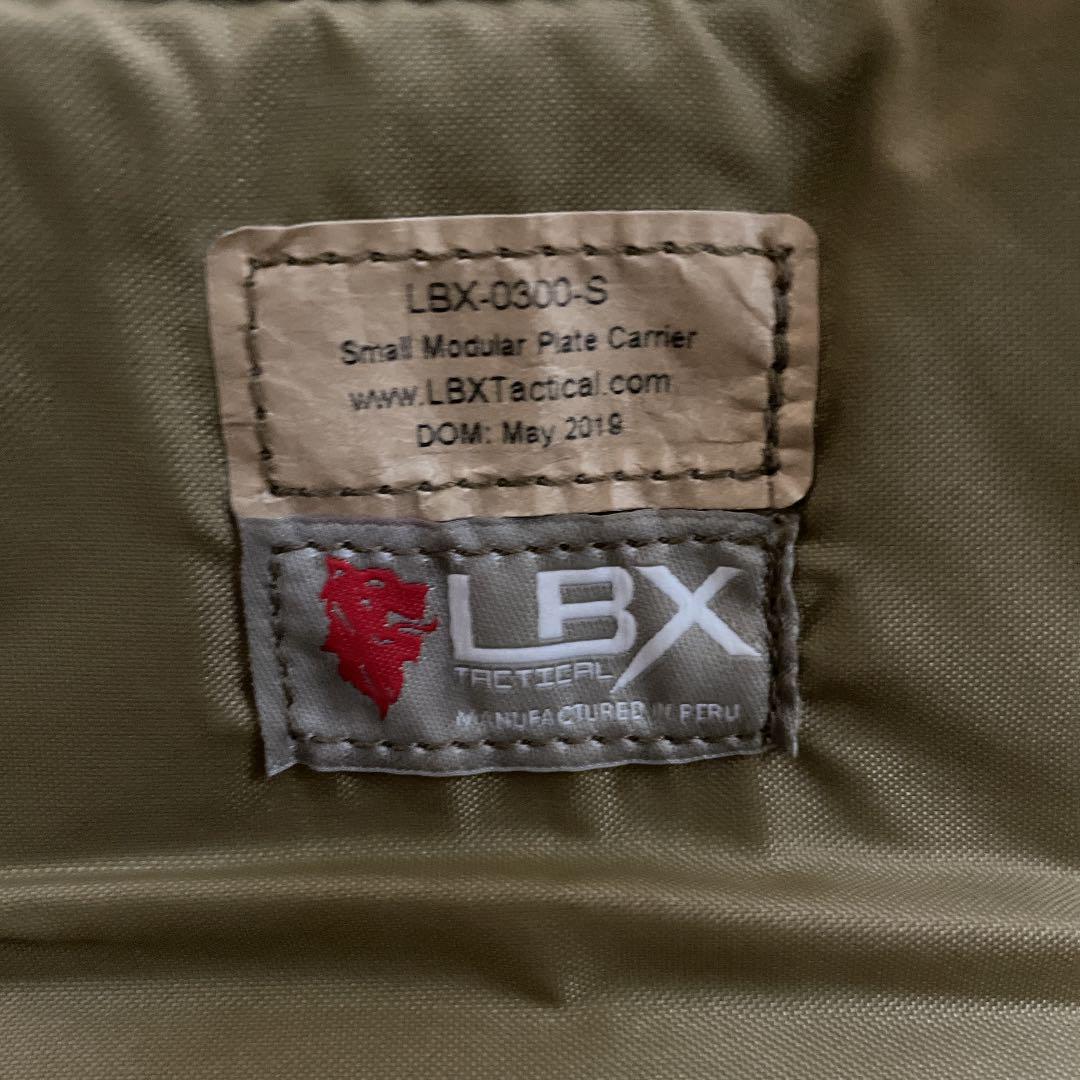 LBX-0300-S
Small Modular Plate Carrier
www.LBXTactical.com
DOM: May 2019
LBX
TACTICAL
MANUFACTURED IN PERU